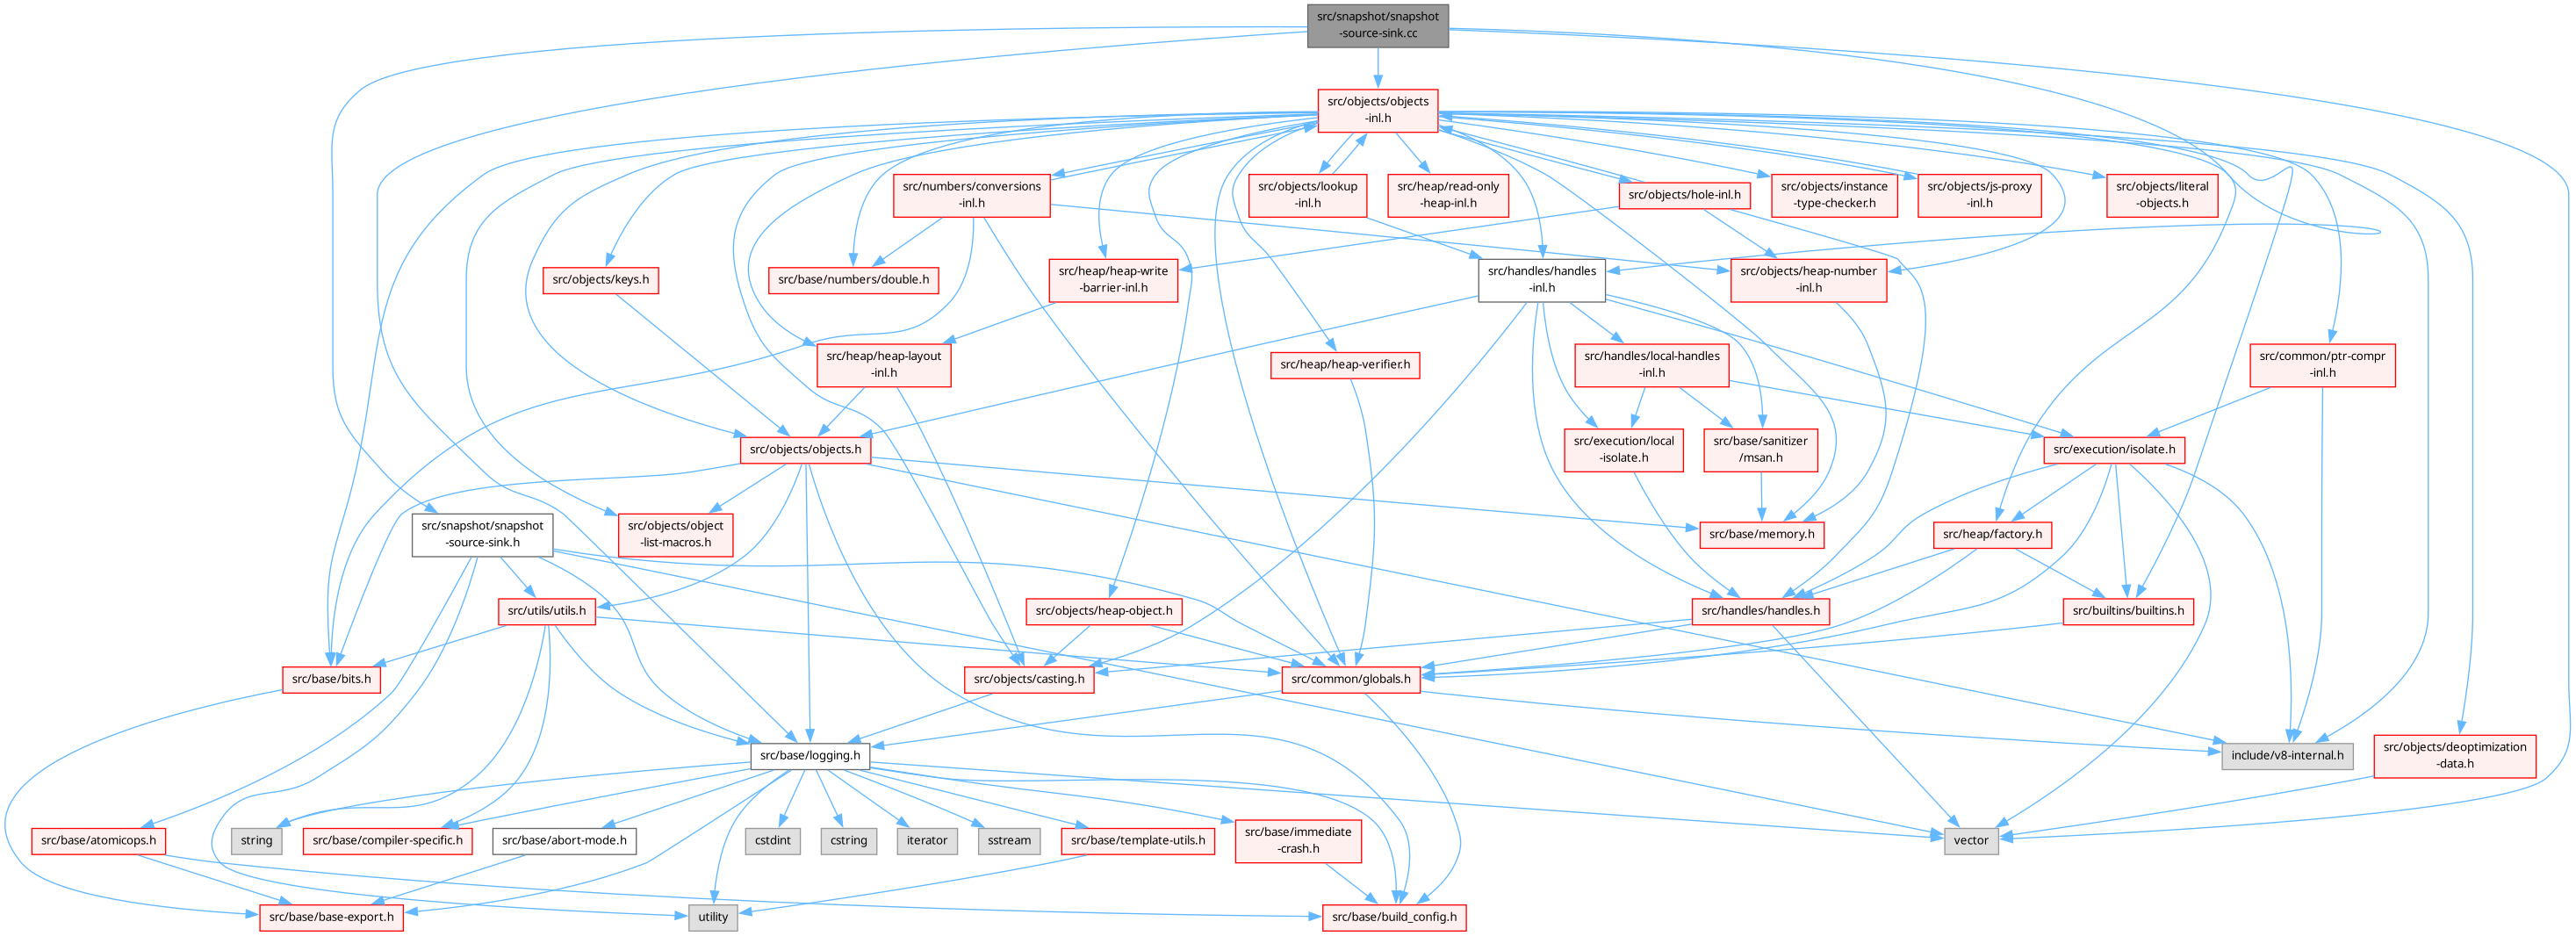 src/snapshot/snapshot
-source-sink.cc
src/objects/objects
-inl.h
src/numbers/conversions
-inl.h
src/objects/lookup
-inl.h
src/heap/read-only
-heap-inl.h
src/objects/hole-inl.h
src/objects/instance
-type-checker.h
src/objects/js-proxy
-inl.h
src/objects/literal
-objects.h
src/objects/keys.h
src/base/numbers/double.h
src/heap/heap-write
-barrier-inl.h
src/handles/handles
-inl.h
src/objects/heap-number
-inl.h
src/heap/heap-layout
-inl.h
src/heap/heap-verifier.h
src/handles/local-handles
-inl.h
src/common/ptr-compr
-inl.h
src/objects/objects.h
src/execution/local
-isolate.h
src/base/sanitizer
/msan.h
src/execution/isolate.h
src/snapshot/snapshot
-source-sink.h
src/objects/object
-list-macros.h
src/base/memory.h
src/heap/factory.h
src/utils/utils.h
src/objects/heap-object.h
src/handles/handles.h
src/builtins/builtins.h
src/base/bits.h
src/objects/casting.h
src/common/globals.h
src/base/logging.h
include/v8-internal.h
src/objects/deoptimization
-data.h
src/base/atomicops.h
string
src/base/compiler-specific.h
src/base/abort-mode.h
cstdint
cstring
iterator
sstream
src/base/template-utils.h
src/base/immediate
-crash.h
vector
src/base/base-export.h
utility
src/base/build_config.h